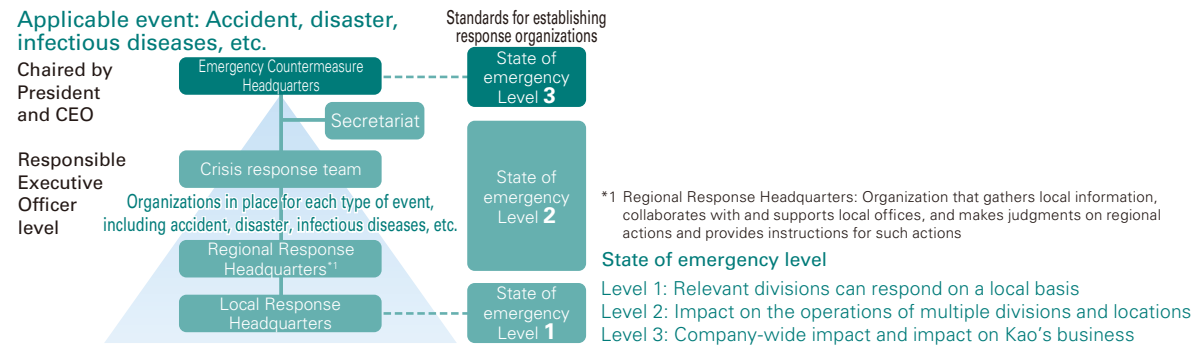 Applicable event: Accident, disaster,
infectious diseases, etc.
Standards for establishing
response organizations
Chaired by
President
and CEO
Emergency Countermeasure
Headquarters
State of
emergency
Level 3
Secretariat
Responsible
Executive
Officer
level
Crisis response team
Organizations in place for each type of event,
including accident, disaster, infectious diseases, etc.
State of
emergency
Level 2
Regional Response
Headquarters*1
Local Response
Headquarters
State of
emergency
Level 1
*1 Regional Response Headquarters: Organization that gathers local information,
collaborates with and supports local offices, and makes judgments on regional
actions and provides instructions for such actions
State of emergency level
Level 1: Relevant divisions can respond on a local basis
Level 2: Impact on the operations of multiple divisions and locations
Level 3: Company-wide impact and impact on Kao's business